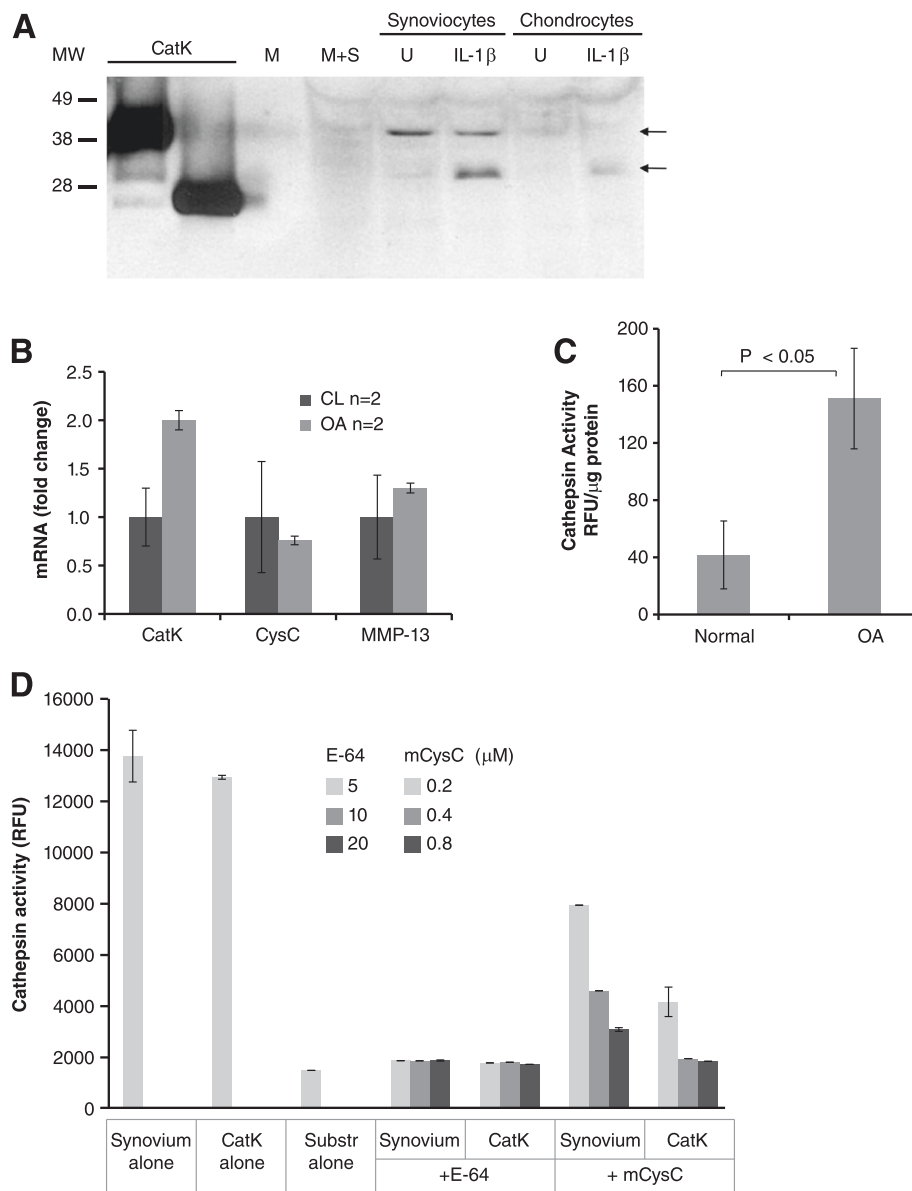 A
Synoviocytes Chondrocytes
MW CatK M M+S U IL-1β U IL-1β
49
38
28
B
2.5
2.0
1.5
1.0
0.5
0.0
mRNA (fold change)
CL n=2
OA n=2
CatK CysC MMP-13
C
200
160
120
80
40
0
Cathepsin Activity
RFU/µg protein
P < 0.05
Normal OA
D
16000
14000
12000
10000
8000
6000
4000
2000
0
Cathepsin activity (RFU)
E-64 mCysC (µM)
5 0.2
10 0.4
20 0.8
Synovium CatK Substr Synovium CatK Synovium CatK
alone alone alone
+E-64 + mCysC